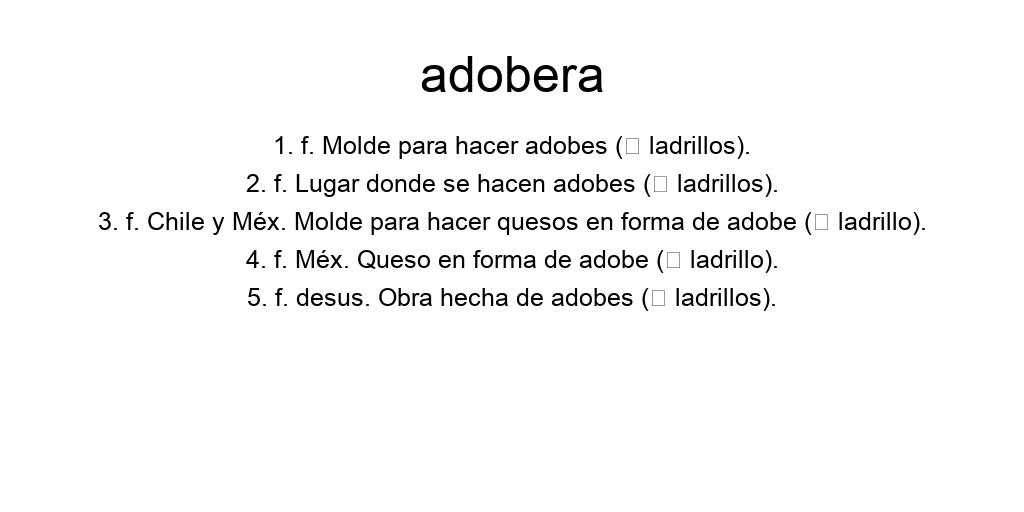 adobera
1. f. Molde para hacer adobes (□ ladrillos).
2. f. Lugar donde se hacen adobes (□ ladrillos).
3. f. Chile y Méx. Molde para hacer quesos en forma de adobe (□ ladrillo).
4. f. Méx. Queso en forma de adobe (□ ladrillo).
5. f. desus. Obra hecha de adobes (□ ladrillos).